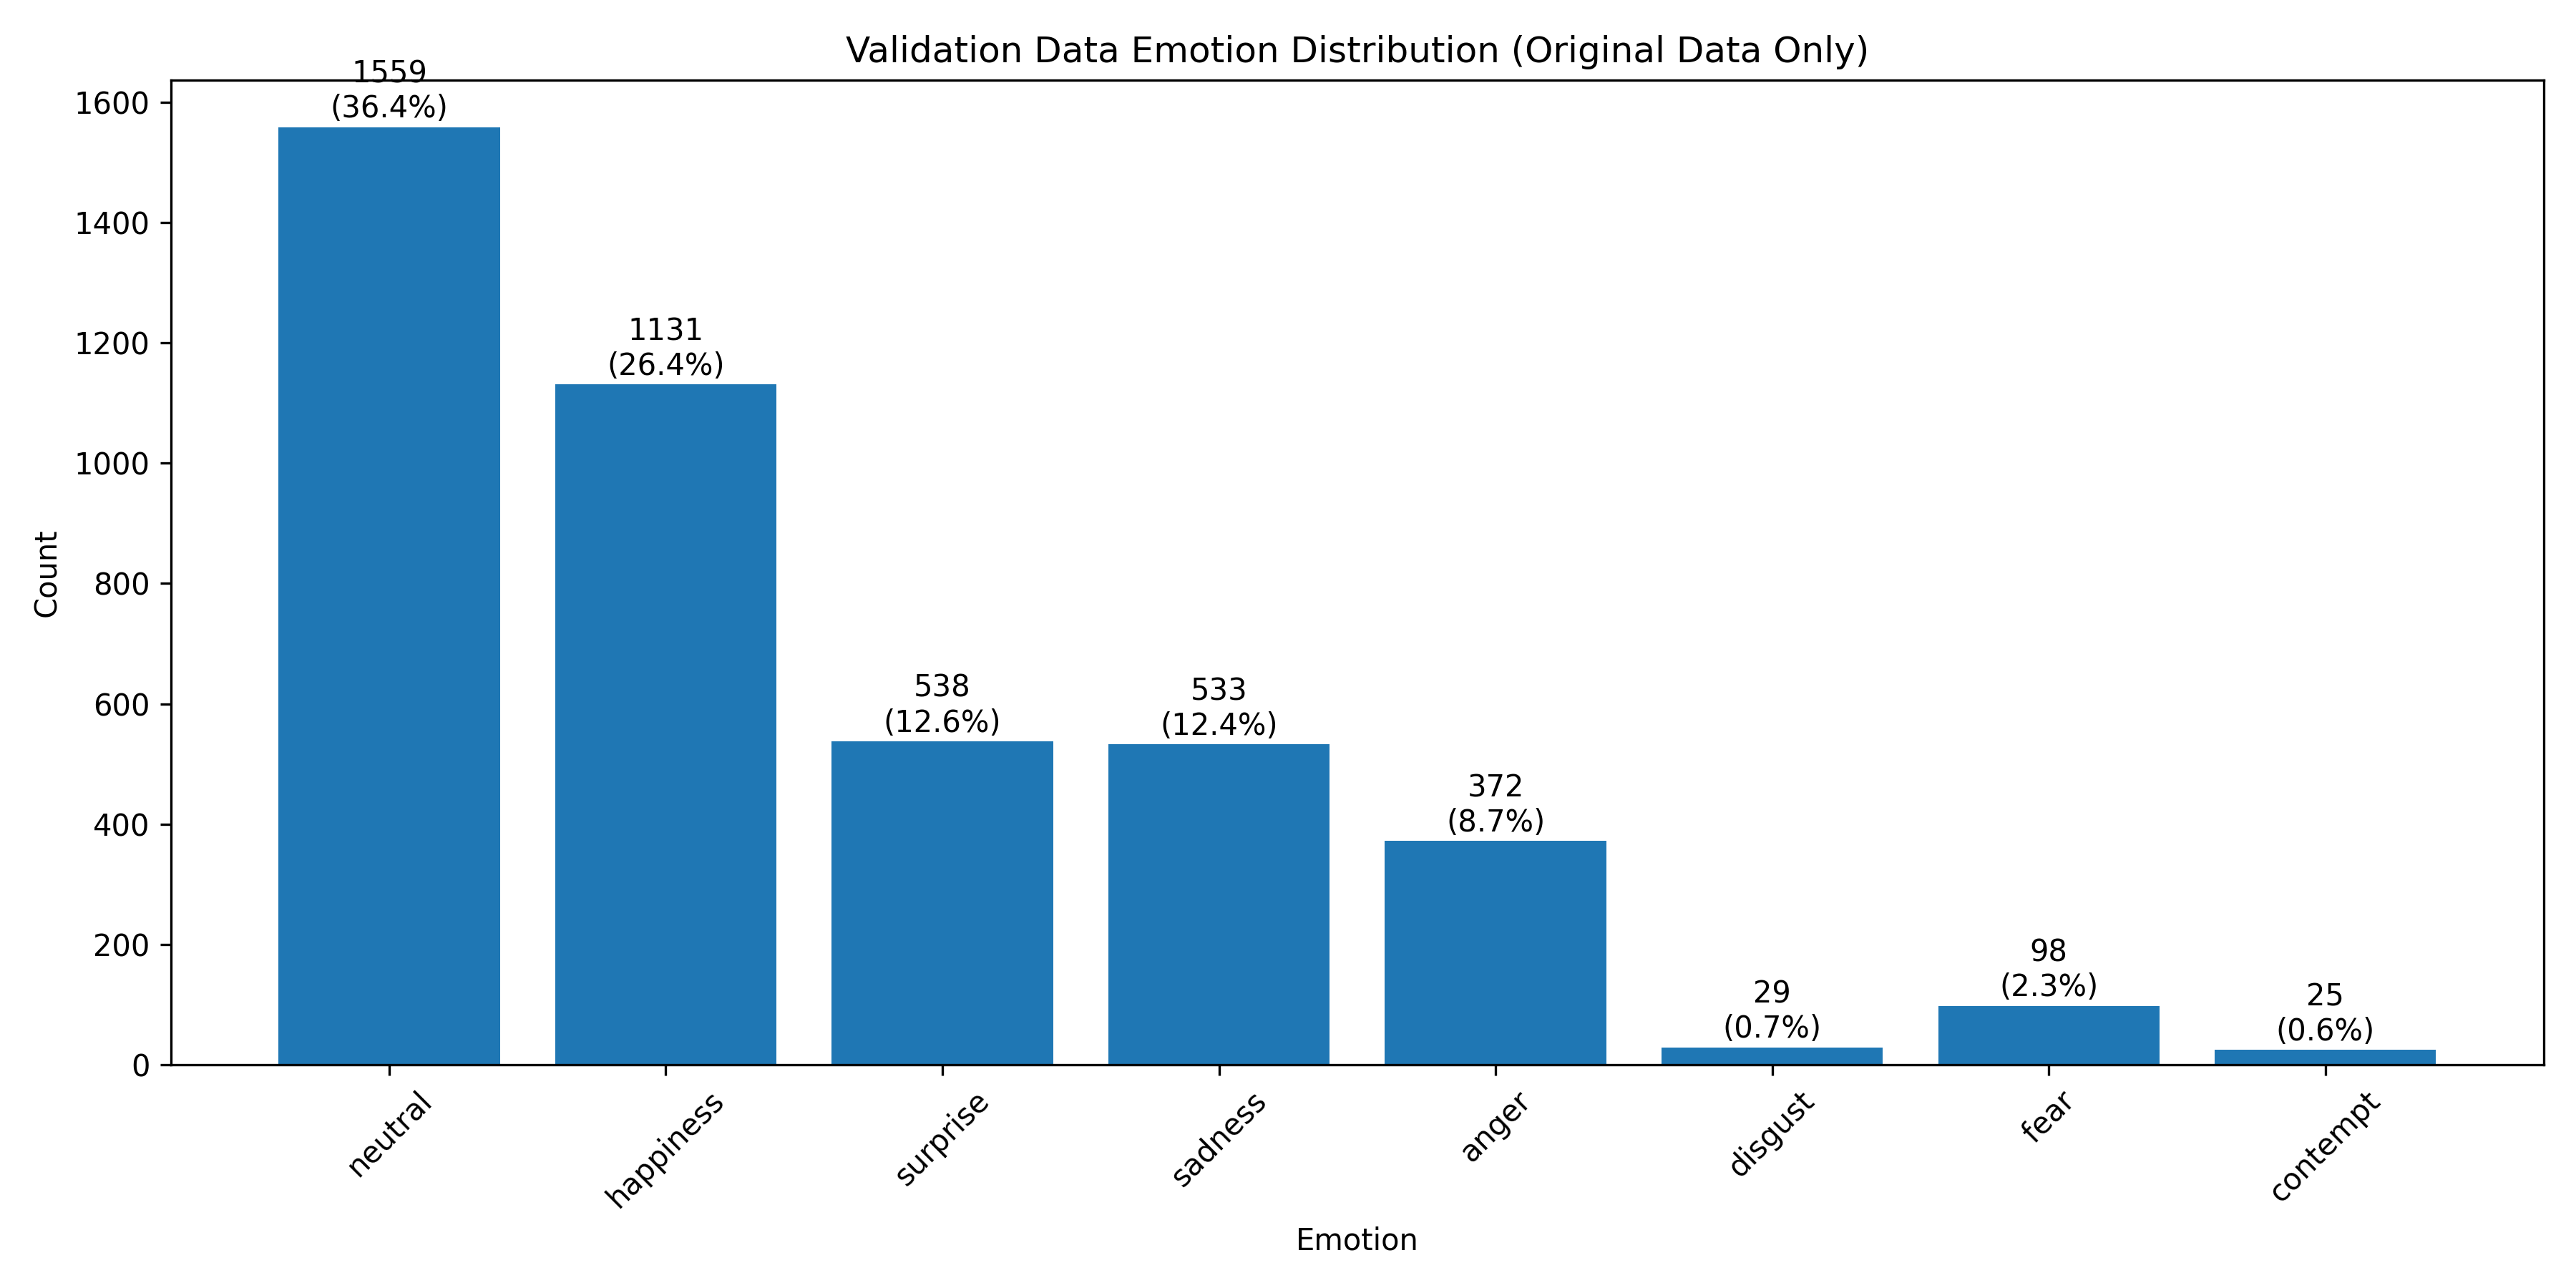 Validation Data Emotion Distribution (Original Data Only)
Count
1600
1400
1200
1000
800
600
400
200
0
1559
(36.4%)
1131
(26.4%)
538
(12.6%)
533
(12.4%)
372
(8.7%)
29
(0.7%)
98
(2.3%)
25
(0.6%)
neutral
happiness
surprise
sadness
anger
disgust
fear
contempt
Emotion